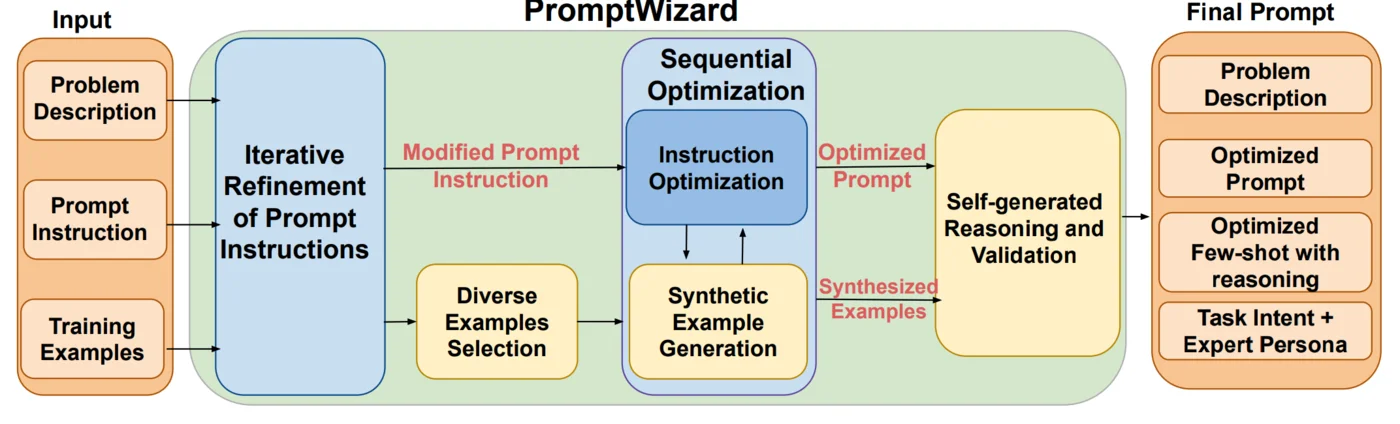 PromptWizard
Input
Final Prompt
Problem
Description
Prompt
Instruction
Training
Examples
Iterative
Refinement
of Prompt
Instructions
Modified Prompt
Instruction
Diverse
Examples
Selection
Sequential
Optimization
Instruction
Optimization
Synthetic
Example
Generation
Optimized
Prompt
Synthesized
Examples
Self-generated
Reasoning and
Validation
Problem
Description
Optimized
Prompt
Optimized
Few-shot with
reasoning
Task Intent +
Expert Persona